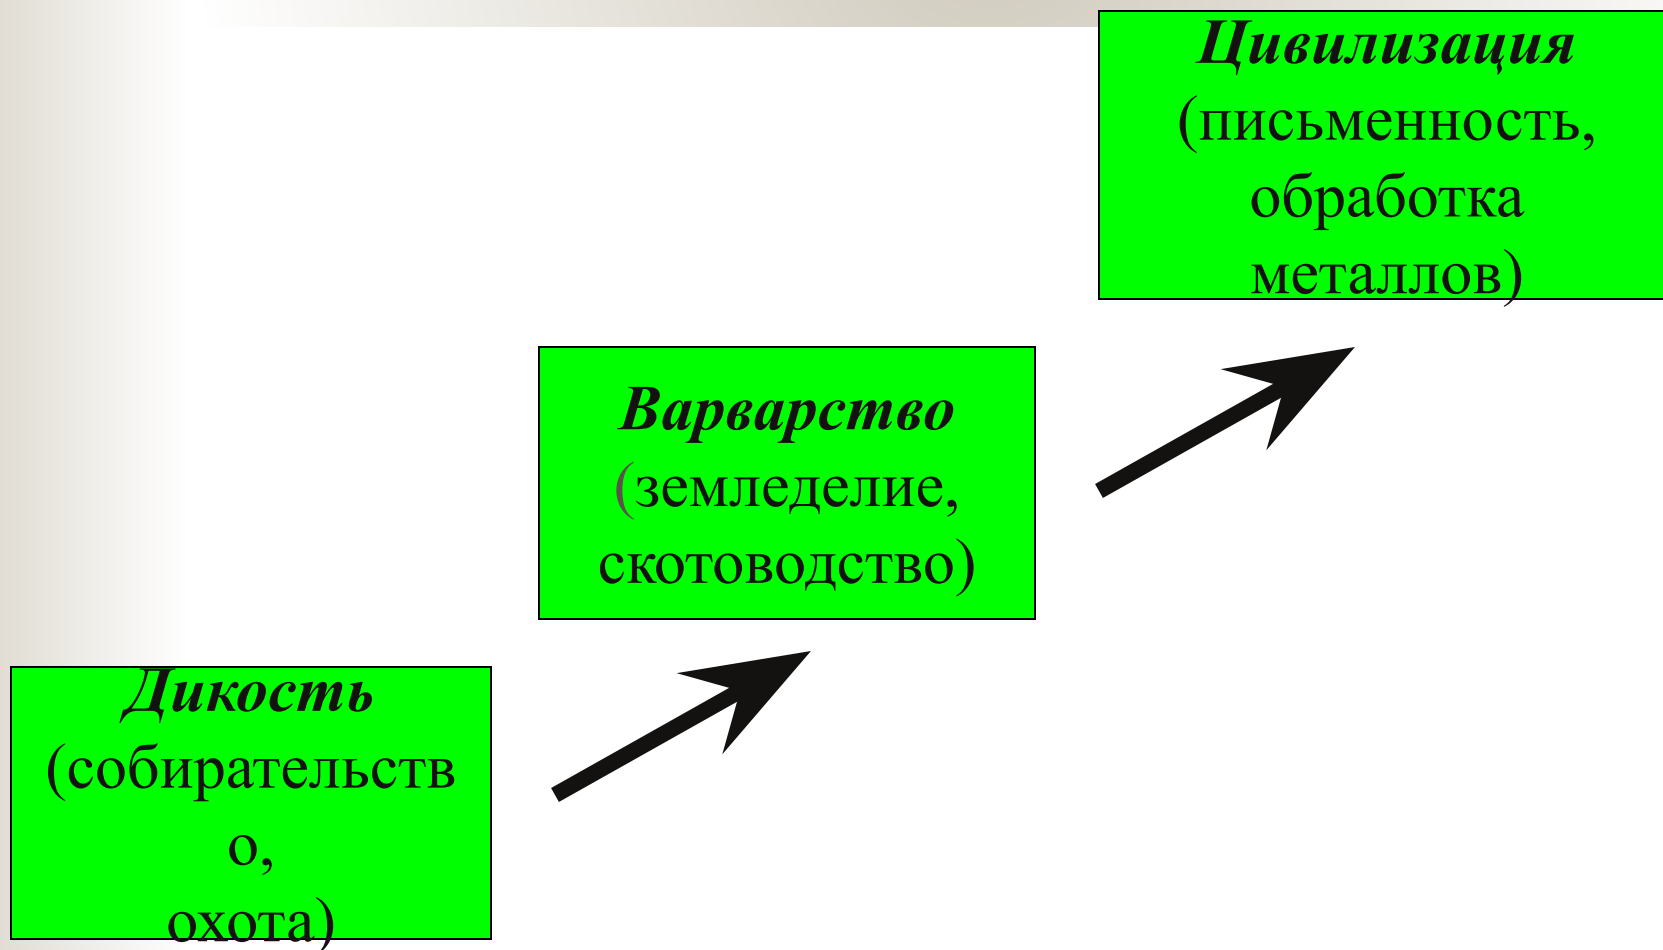 Цивилизация
(письменность,
обработка
металлов)
Варварство
(земледелие,
скотоводство)
Дикость
(собирательств
о,
охота)